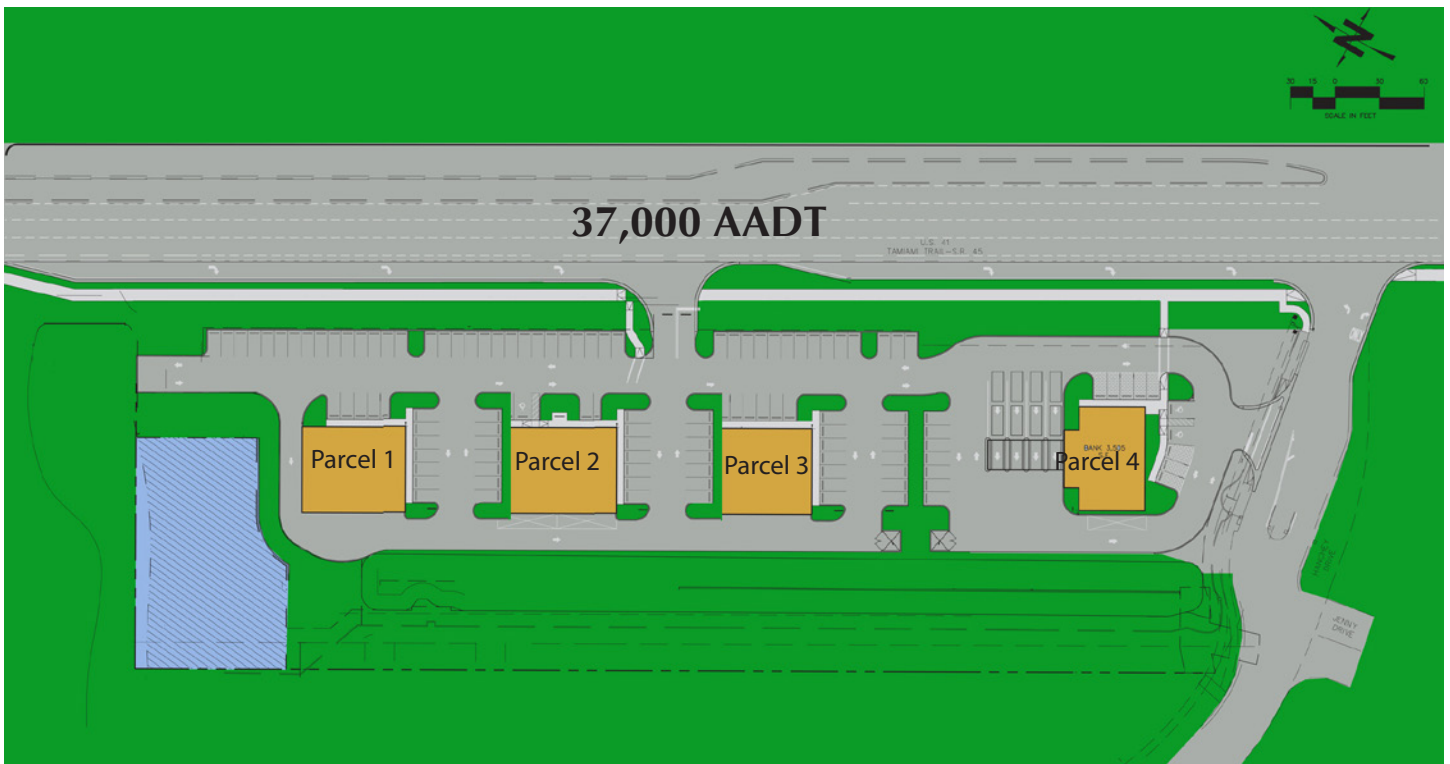 N
30 15 0 30 60
SCALE IN FEET
37,000 AADT
U.S. 41
TAMIAMI TRAIL-S.R. 45
Parcel 1
Parcel 2
Parcel 3
BANK 3,505
Parcel 4
DRIVE
JENNY
DRIVE